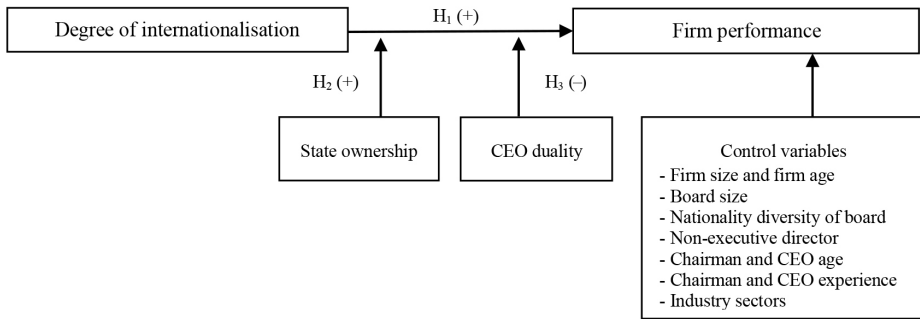 H₁ (+)
Degree of internationalisation
Firm performance
H₂ (+)
H₃ (–)
State ownership
CEO duality
Control variables
- Firm size and firm age
- Board size
- Nationality diversity of board
- Non-executive director
- Chairman and CEO age
- Chairman and CEO experience
- Industry sectors